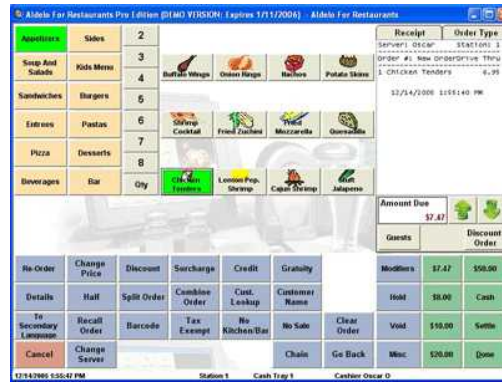 Aldelo For Restaurants Pro Edition (DEMO VERSION: Expires 1/11/2006) - Aldelo For Restaurants
Appetizers
Sides
2
Receipt
Order Type
Server: Oscar
Station: 1
Order #: New Order
Drive Thru
1 Chicken Tenders
6.95
12/14/2005 1:55:40 PM
Soup And
Salads
Kids Menu
3
4
Buffalo Wings
Onion Rings
Nachos
Potato Skins
Sandwiches
Burgers
5
Entrees
Pastas
6
Shrimp
Cocktail
Fried Zuchini
Fried
Mozzarella
Quesadilla
Pizza
Desserts
7
8
Beverages
Bar
Qty
Chicken
Tenders
Lemon Pep.
Shrimp
Cajun Shrimp
Jalapeno
Amount Due
$7.47
Guests
Discount
Order
Re-Order
Change
Price
Discount
Surcharge
Credit
Gratuity
Modifiers
$7.47
$50.00
Details
Half
Split Order
Combine
Order
Cust.
Lookup
Customer
Name
Hold
$8.00
Cash
To
Secondary
Language
Recall
Order
Barcode
Tax
Exempt
No
Kitchen/Bar
No Sale
Clear
Order
Void
$10.00
Settle
Cancel
Change
Server
Chain
Go Back
Misc
$20.00
Done
12/14/2005 1:55:47 PM
Station 1
Cash Tray 1
Cashier Oscar O